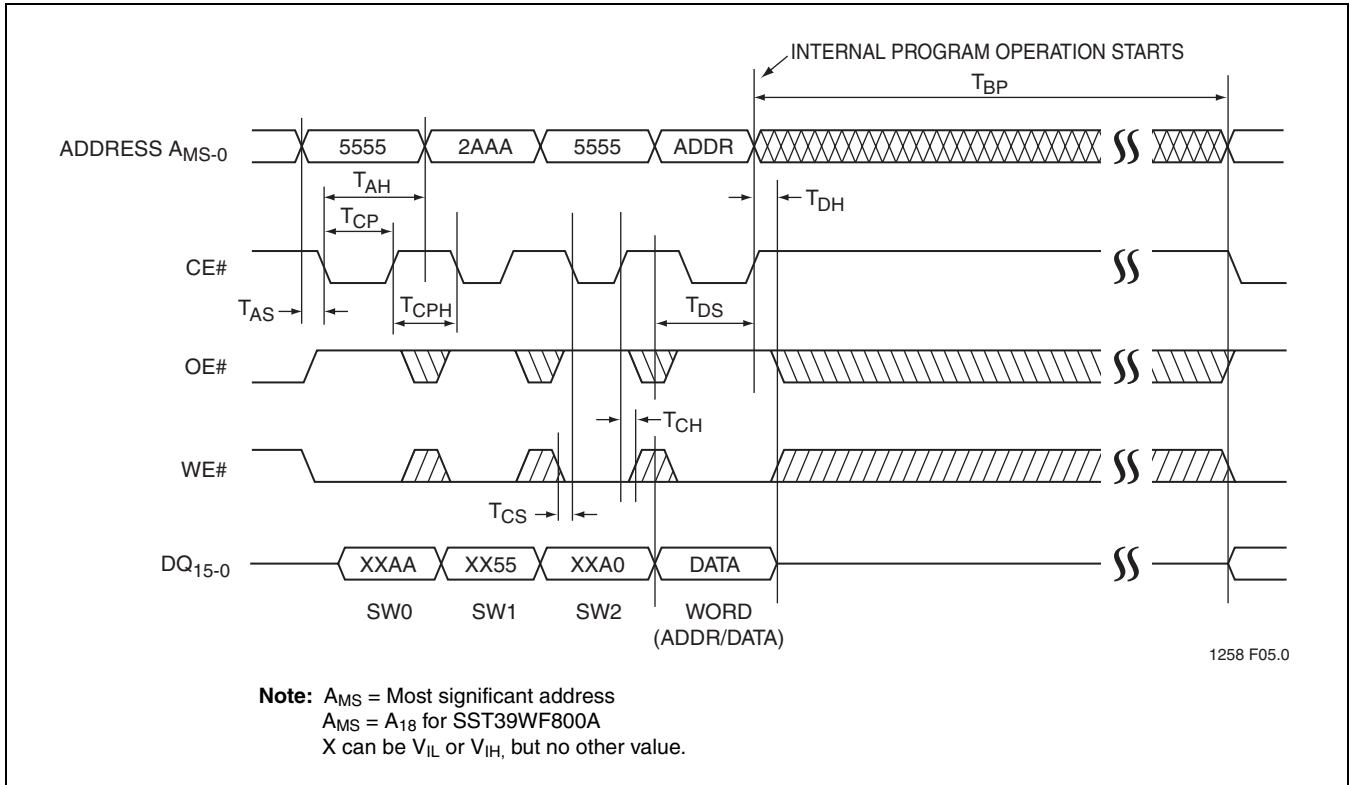 INTERNAL PROGRAM OPERATION STARTS
TBP
ADDRESS AMS-0
5555
2AAA
5555
ADDR
TAH
TDH
TCP
CE#
TAS
TCPH
TDS
OE#
TCH
WE#
TCS
DQ15-0
XXAA
XX55
XXA0
DATA
SW0
SW1
SW2
WORD
(ADDR/DATA)
1258 F05.0
Note: AMS = Most significant address
AMS = A18 for SST39WF800A
X can be VIL or VIH, but no other value.